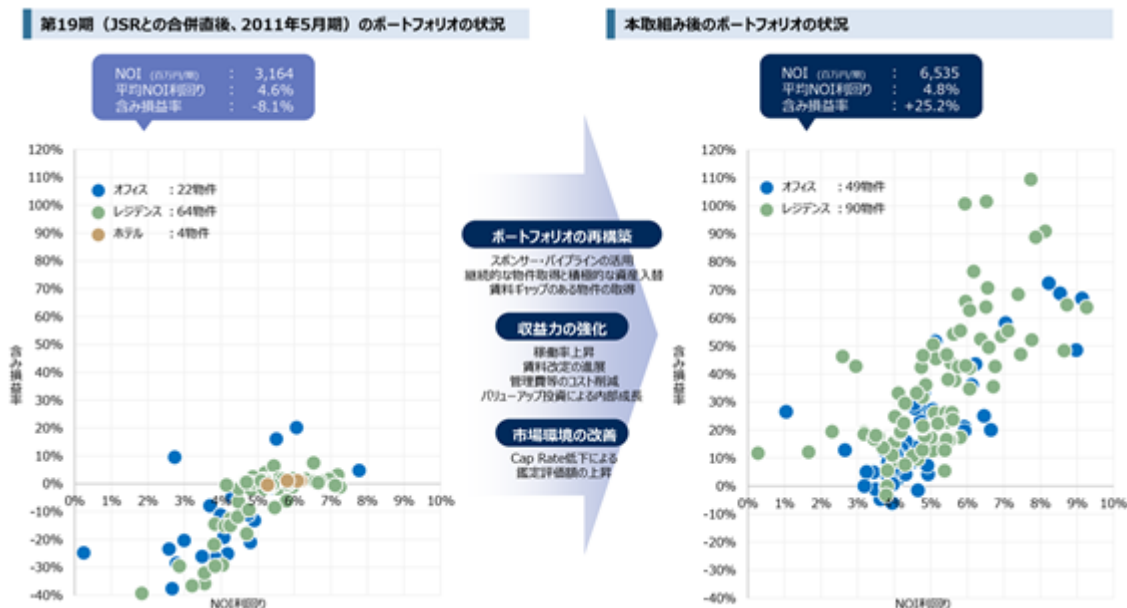 第19期（JSRとの合併直後、2011年5月期）のポートフォリオの状況
NOI (百万円/期) : 3,164
平均NOI利回り : 4.6%
含み損益率 : -8.1%
120%
110%
100%
90%
80%
70%
60%
50%
40%
30%
20%
10%
0%
-10%
-20%
-30%
-40%
0% 1% 2% 3% 4% 5% 6% 7% 8% 9% 10%
オフィス : 22物件
レジデンス : 64物件
ホテル : 4物件
含み損益率
NOI利回り
ポートフォリオの再構築
スポンサー・パイプラインの活用
継続的な物件取得と積極的な資産入替
賃料ギャップのある物件の取得
収益力の強化
稼働率上昇
賃料改定の進展
管理費等のコスト削減
バリューアップ投資による内部成長
市場環境の改善
Cap Rate低下による
鑑定評価額の上昇
本取組み後のポートフォリオの状況
NOI (百万円/期) : 6,535
平均NOI利回り : 4.8%
含み損益率 : +25.2%
120%
110%
100%
90%
80%
70%
60%
50%
40%
30%
20%
10%
0%
-10%
-20%
-30%
-40%
0% 1% 2% 3% 4% 5% 6% 7% 8% 9% 10%
オフィス : 49物件
レジデンス : 90物件
含み損益率
NOI利回り